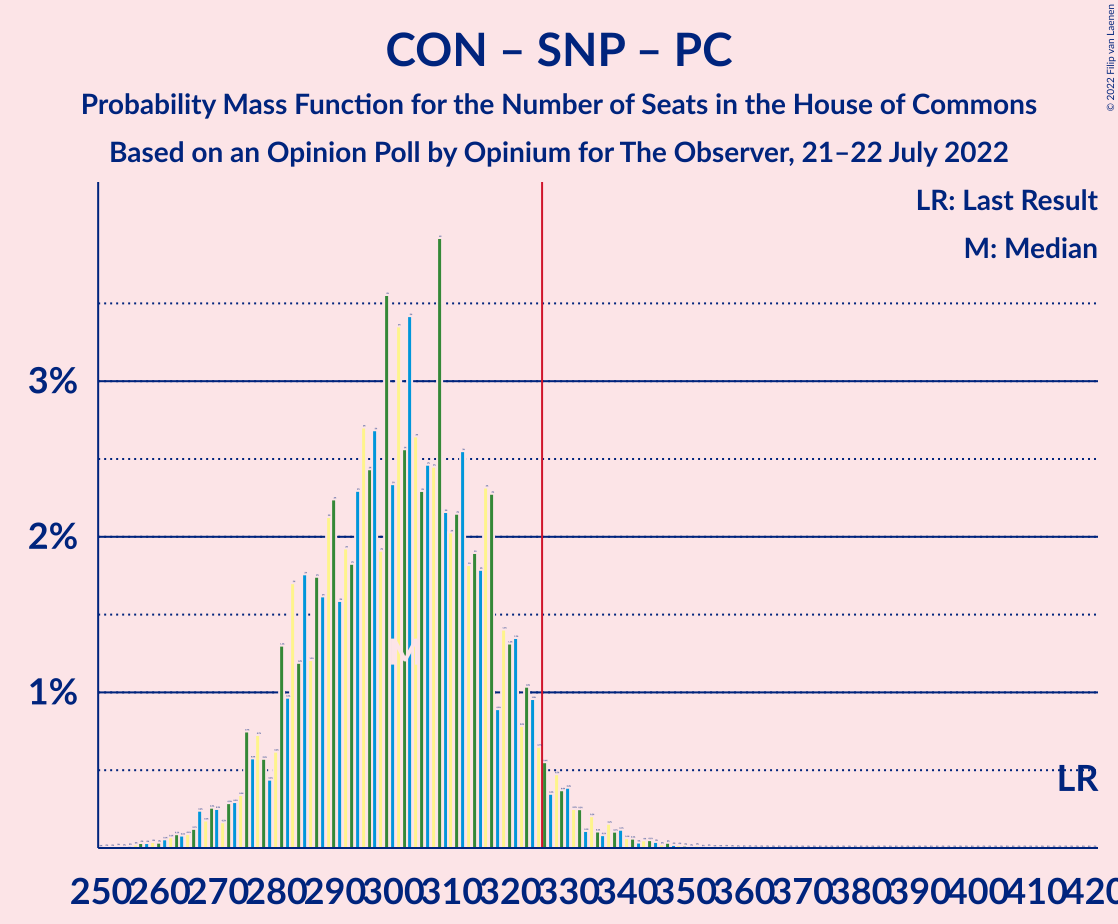 CON – SNP – PC
Probability Mass Function for the Number of Seats in the House of Commons
Based on an Opinion Poll by Opinium for The Observer, 21–22 July 2022
© 2022 Filip van Laenen
LR: Last Result
M: Median
3%
2%
1%
M
LR
250 260 270 280 290 300 310 320 330 340 350 360 370 380 390 400 410 420